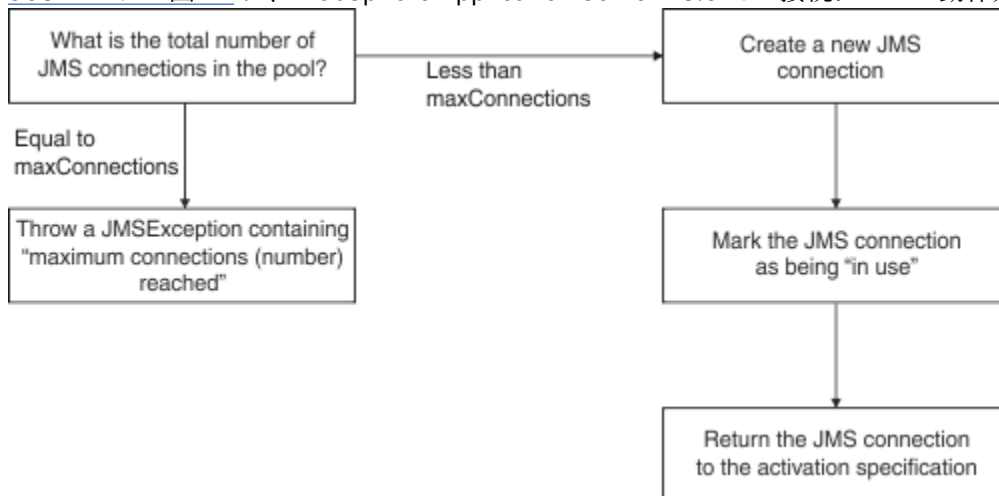 What is the total number of
JMS connections in the pool?
Less than
maxConnections
Create a new JMS
connection
Equal to
maxConnections
Throw a JMSException containing
“maximum connections (number)
reached”
Mark the JMS connection
as being “in use”
Return the JMS connection
to the activation specification